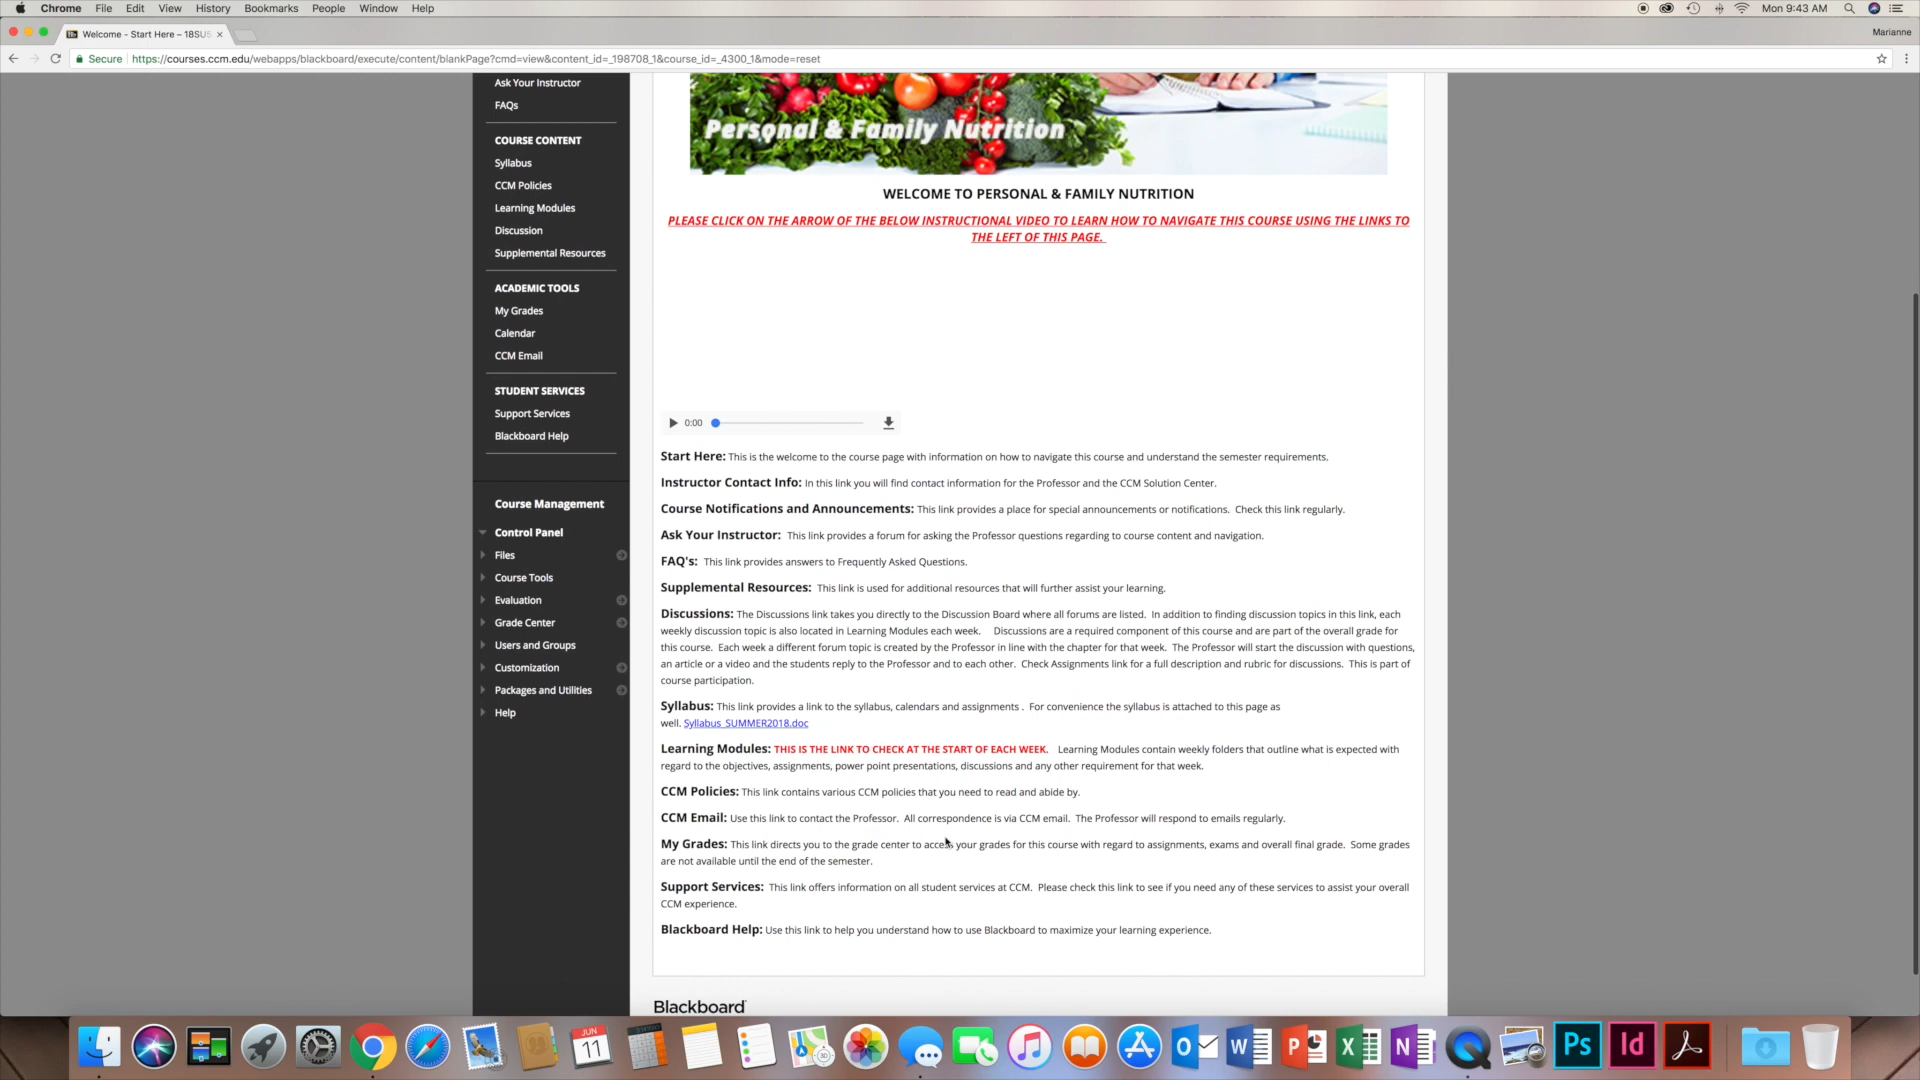 Chrome File Edit View History Bookmarks People Window Help Mon 9:43 AM
Welcome - Start Here – 18SUS
Marianne
Secure https://courses.ccm.edu/webapps/blackboard/execute/content/blankPage?cmd=view&content_id=_198708_1&course_id=_4300_1&mode=reset
Ask Your Instructor
FAQs
COURSE CONTENT
Syllabus
CCM Policies
Learning Modules
Discussion
Supplemental Resources
ACADEMIC TOOLS
My Grades
Calendar
CCM Email
STUDENT SERVICES
Support Services
Blackboard Help
Course Management
Control Panel
Files
Course Tools
Evaluation
Grade Center
Users and Groups
Customization
Packages and Utilities
Help
Personal & Family Nutrition
WELCOME TO PERSONAL & FAMILY NUTRITION
PLEASE CLICK ON THE ARROW OF THE BELOW INSTRUCTIONAL VIDEO TO LEARN HOW TO NAVIGATE THIS COURSE USING THE LINKS TO
THE LEFT OF THIS PAGE.
0:00
Start Here: This is the welcome to the course page with information on how to navigate this course and understand the semester requirements.
Instructor Contact Info: In this link you will find contact information for the Professor and the CCM Solution Center.
Course Notifications and Announcements: This link provides a place for special announcements or notifications. Check this link regularly.
Ask Your Instructor: This link provides a forum for asking the Professor questions regarding to course content and navigation.
FAQ's: This link provides answers to Frequently Asked Questions.
Supplemental Resources: This link is used for additional resources that will further assist your learning.
Discussions: The Discussions link takes you directly to the Discussion Board where all forums are listed. In addition to finding discussion topics in this link, each
weekly discussion topic is also located in Learning Modules each week. Discussions are a required component of this course and are part of the overall grade for
this course. Each week a different forum topic is created by the Professor in line with the chapter for that week. The Professor will start the discussion with questions,
an article or a video and the students reply to the Professor and to each other. Check Assignments link for a full description and rubric for discussions. This is part of
course participation.
Syllabus: This link provides a link to the syllabus, calendars and assignments . For convenience the syllabus is attached to this page as
well. Syllabus_SUMMER2018.doc
Learning Modules: THIS IS THE LINK TO CHECK AT THE START OF EACH WEEK. Learning Modules contain weekly folders that outline what is expected with
regard to the objectives, assignments, power point presentations, discussions and any other requirement for that week.
CCM Policies: This link contains various CCM policies that you need to read and abide by.
CCM Email: Use this link to contact the Professor. All correspondence is via CCM email. The Professor will respond to emails regularly.
My Grades: This link directs you to the grade center to access your grades for this course with regard to assignments, exams and overall final grade. Some grades
are not available until the end of the semester.
Support Services: This link offers information on all student services at CCM. Please check this link to see if you need any of these services to assist your overall
CCM experience.
Blackboard Help: Use this link to help you understand how to use Blackboard to maximize your learning experience.
Blackboard
JUN
11
3D
O W P X N
Ps Id